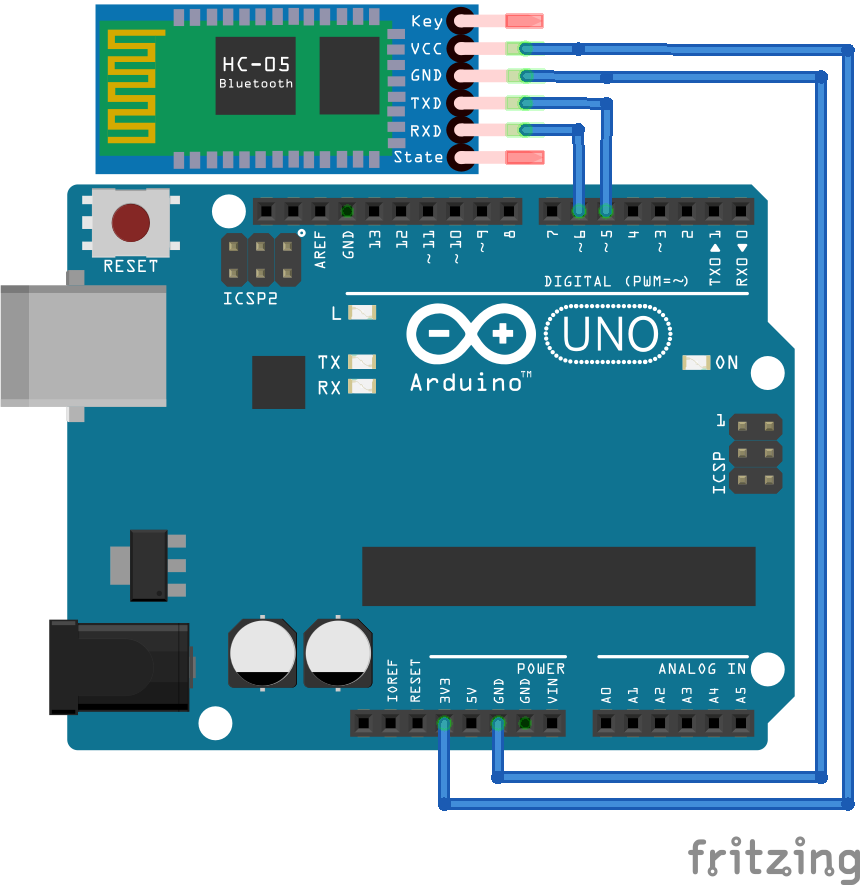 Key
VCC
HC-05
Bluetooth
GND
TXD
RXD
State
RESET
ICSP2
AREF
GND
13
12
~11
~10
~9
8
7
~6
~5
4
~3
2
TX0▶1
RX0◀0
DIGITAL (PWM=~)
L
TX
RX
UNO
Arduino™
ON
1
ICSP
POWER
ANALOG IN
IOREF
RESET
3V3
5V
GND
GND
VIN
A0
A1
A2
A3
A4
A5
fritzing